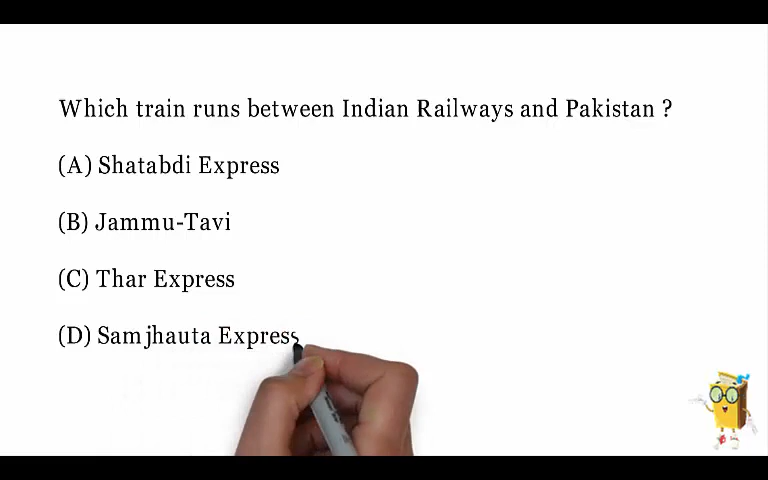 Which train runs between Indian Railways and Pakistan ?
(A) Shatabdi Express
(B) Jammu-Tavi
(C) Thar Express
(D) Samjhauta Express